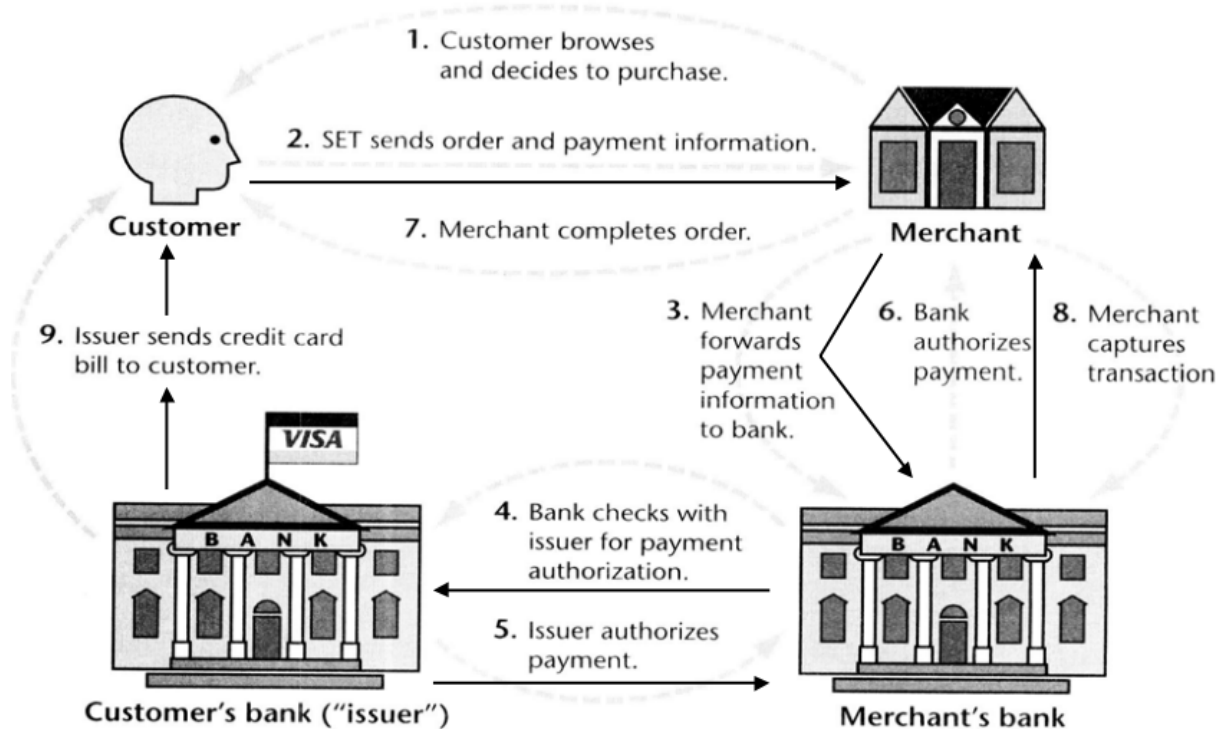 1. Customer browses
and decides to purchase.
2. SET sends order and payment information.
Customer
7. Merchant completes order.
Merchant
3. Merchant
forwards
payment
information
to bank.
6. Bank
authorizes
payment.
8. Merchant
captures
transaction
9. Issuer sends credit card
bill to customer.
VISA
BANK
4. Bank checks with
issuer for payment
authorization.
BANK
5. Issuer authorizes
payment.
Customer's bank ("issuer")
Merchant's bank